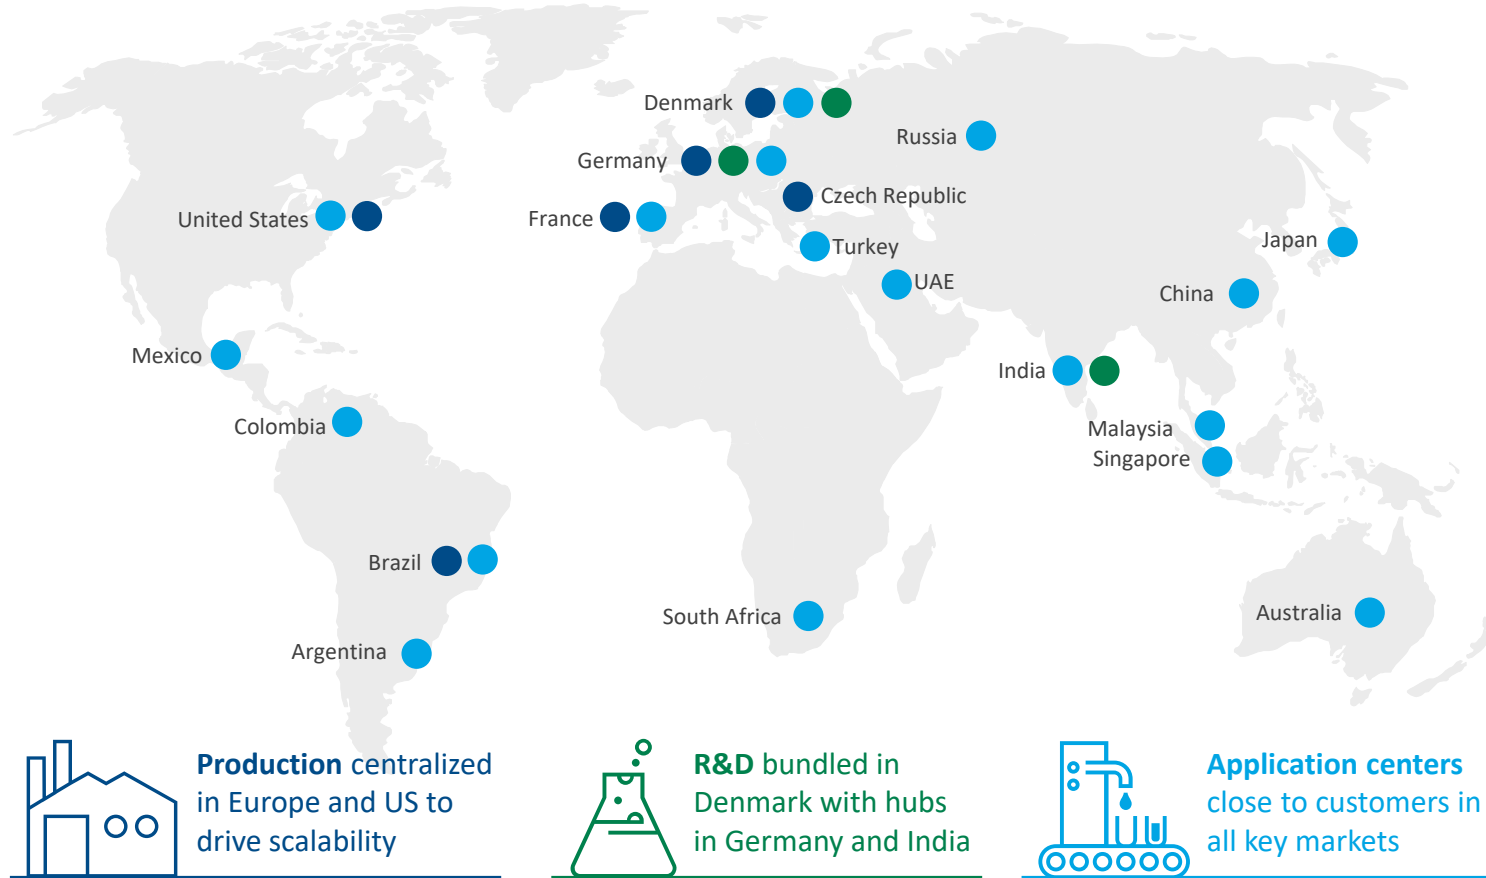 Denmark
Russia
Germany
Czech Republic
United States
France
Turkey
Japan
UAE
China
Mexico
India
Colombia
Malaysia
Singapore
Brazil
South Africa
Australia
Argentina
Production centralized
in Europe and US to
drive scalability
R&D bundled in
Denmark with hubs
in Germany and India
Application centers
close to customers in
all key markets